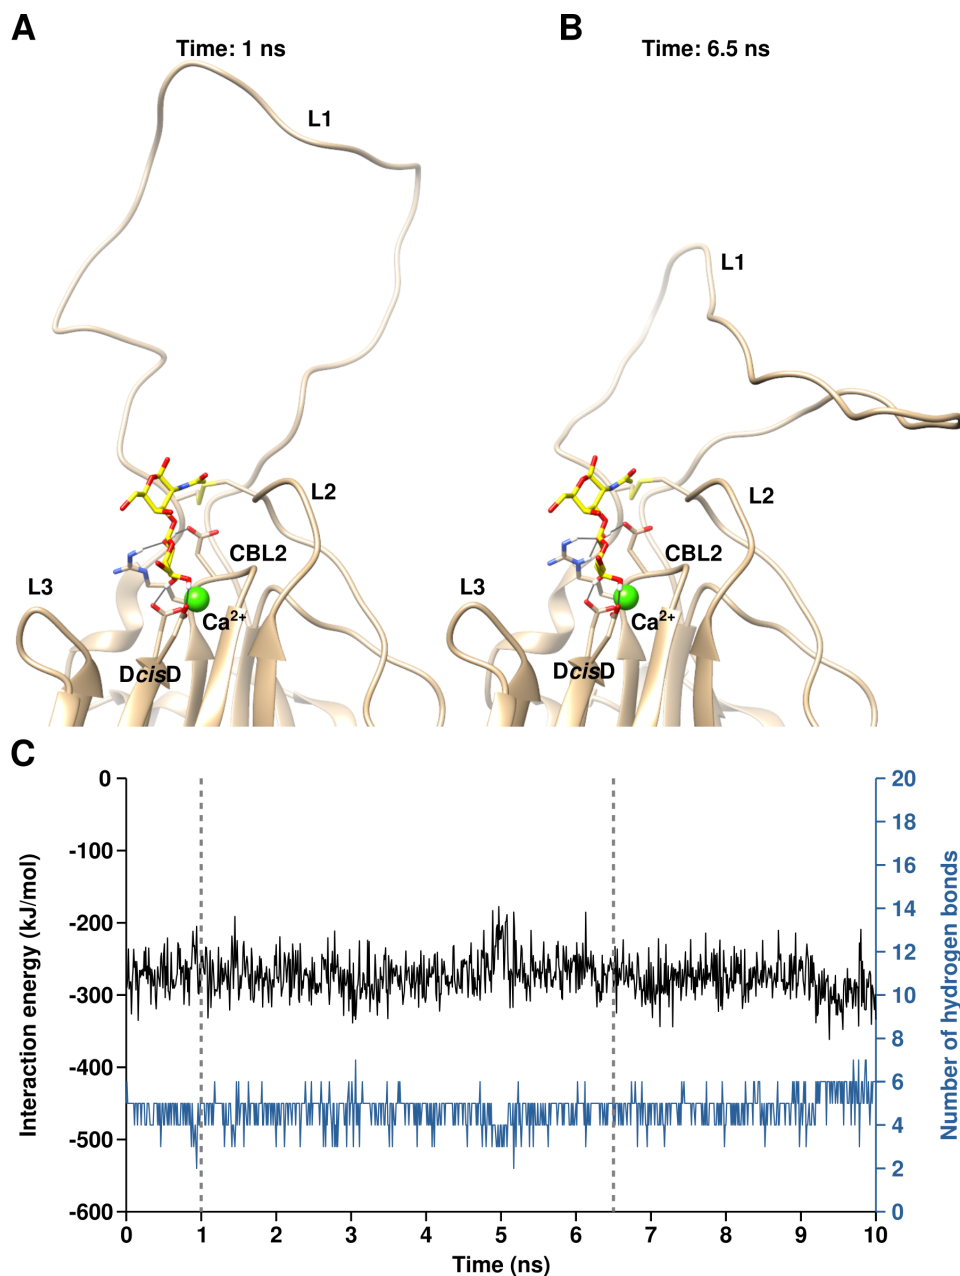 A
B
Time: 1 ns
Time: 6.5 ns
L1
L1
L2
L2
CBL2
CBL2
L3
L3
Ca2+
Ca2+
DcisD
DcisD
C
0
-100
-200
-300
-400
-500
-600
Interaction energy (kJ/mol)
20
18
16
14
12
10
8
6
4
2
0
Number of hydrogen bonds
0 1 2 3 4 5 6 7 8 9 10
Time (ns)